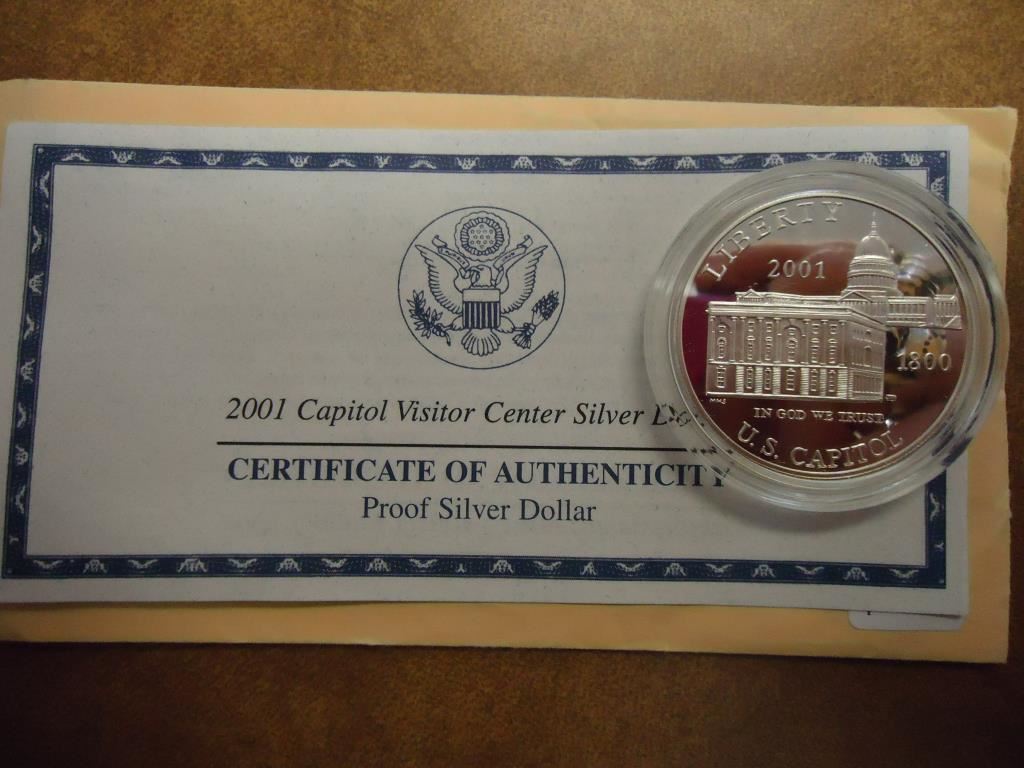 2001 Capitol Visitor Center Silver
CERTIFICATE OF AUTHENTICITY
Proof Silver Dollar
LIBERTY
2001
1800
MMS
IN GOD WE TRUST
U.S. CAPITOL